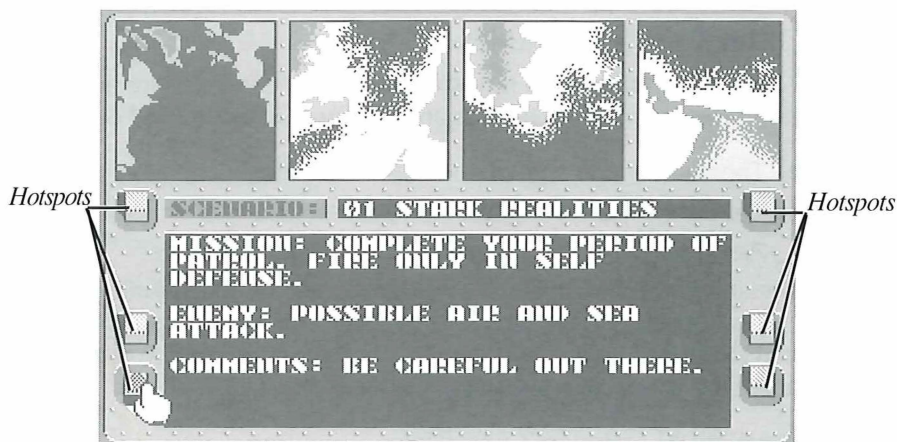 Hotspots
Hotspots
SCENARIO: 01 STARK REALITIES
MISSION: COMPLETE YOUR PERIOD OF
PATROL. FIRE ONLY IN SELF
DEFENSE.
ENEMY: POSSIBLE AIR AND SEA
ATTACK.
COMMENTS: BE CAREFUL OUT THERE.